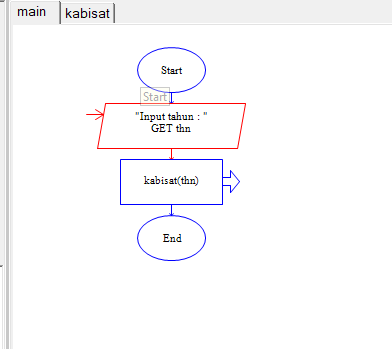 main
kabisat
Start
Start
"Input tahun : "
GET thn
kabisat(thn)
End